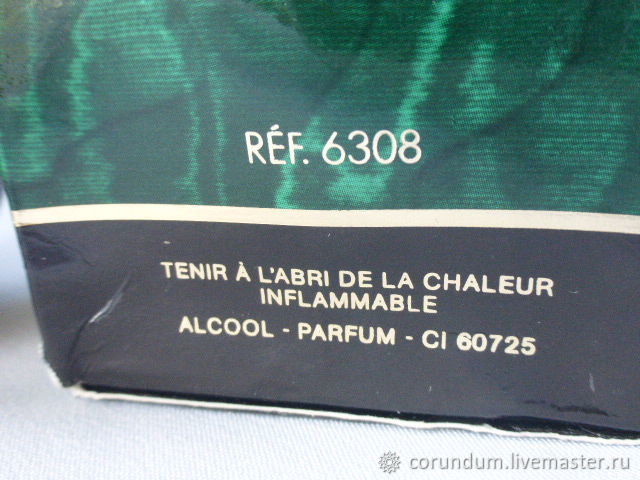 RÉF. 6308
TENIR À L'ABRI DE LA CHALEUR
INFLAMMABLE
ALCOOL - PARFUM - CI 60725
corundum.livemaster.ru